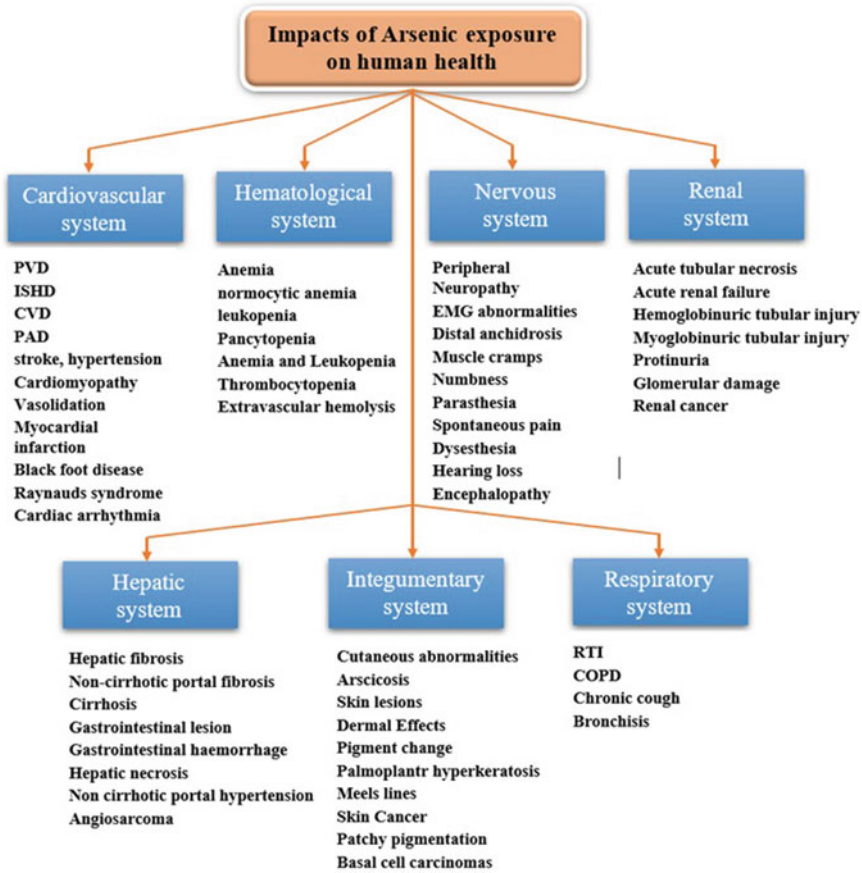 Impacts of Arsenic exposure
on human health
Cardiovascular
system
PVD
ISHD
CVD
PAD
stroke, hypertension
Cardiomyopathy
Vasolidation
Myocardial
infarction
Black foot disease
Raynauds syndrome
Cardiac arrhythmia
Hematological
system
Anemia
normocytic anemia
leukopenia
Pancytopenia
Anemia and Leukopenia
Thrombocytopenia
Extravascular hemolysis
Nervous
system
Peripheral
Neuropathy
EMG abnormalities
Distal anchidrosis
Muscle cramps
Numbness
Parasthesia
Spontaneous pain
Dysesthesia
Hearing loss
Encephalopathy
Renal
system
Acute tubular necrosis
Acute renal failure
Hemoglobinuric tubular injury
Myoglobinuric tubular injury
Protinuria
Glomerular damage
Renal cancer
Hepatic
system
Hepatic fibrosis
Non-cirrhotic portal fibrosis
Cirrhosis
Gastrointestinal lesion
Gastrointestinal haemorrhage
Hepatic necrosis
Non cirrhotic portal hypertension
Angiosarcoma
Integumentary
system
Cutaneous abnormalities
Arscicosis
Skin lesions
Dermal Effects
Pigment change
Palmoplantr hyperkeratosis
Meels lines
Skin Cancer
Patchy pigmentation
Basal cell carcinomas
Respiratory
system
RTI
COPD
Chronic cough
Bronchisis